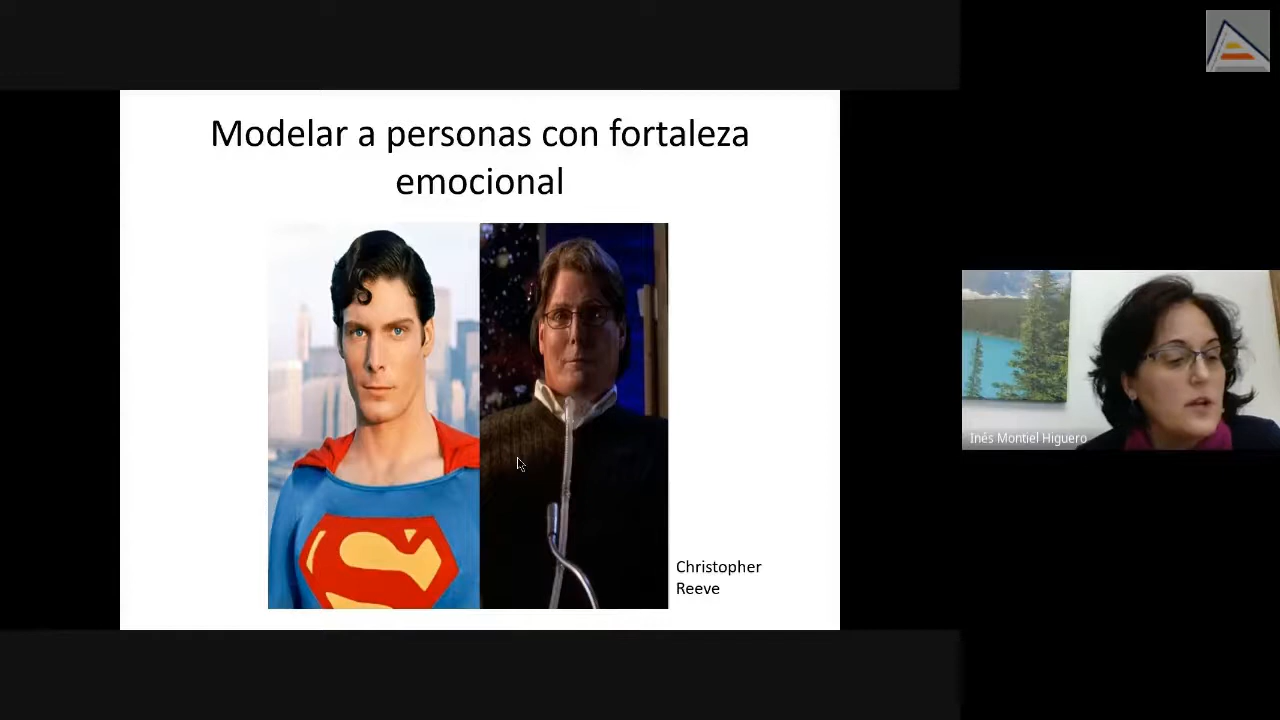 Modelar a personas con fortaleza
emocional
Christopher
Reeve
Inés Montiel Higuero